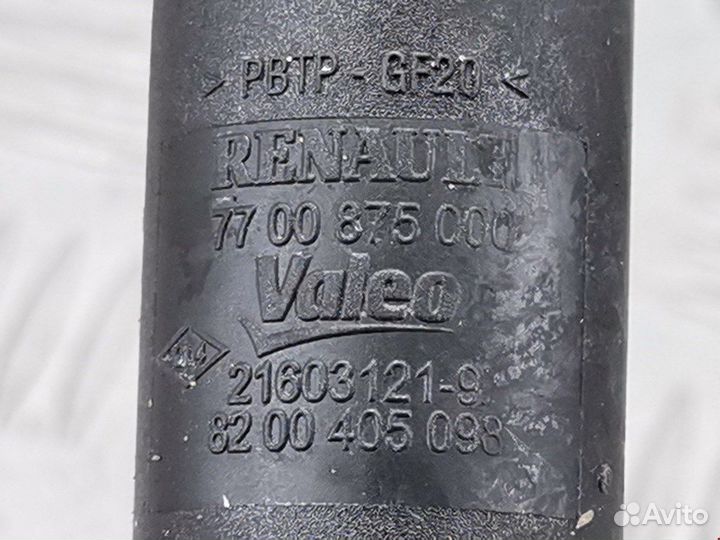 > PBTP - GF20 <
RENAULT
77 00 875 000
Valeo
21603121-9
82 00 405 098
Avito